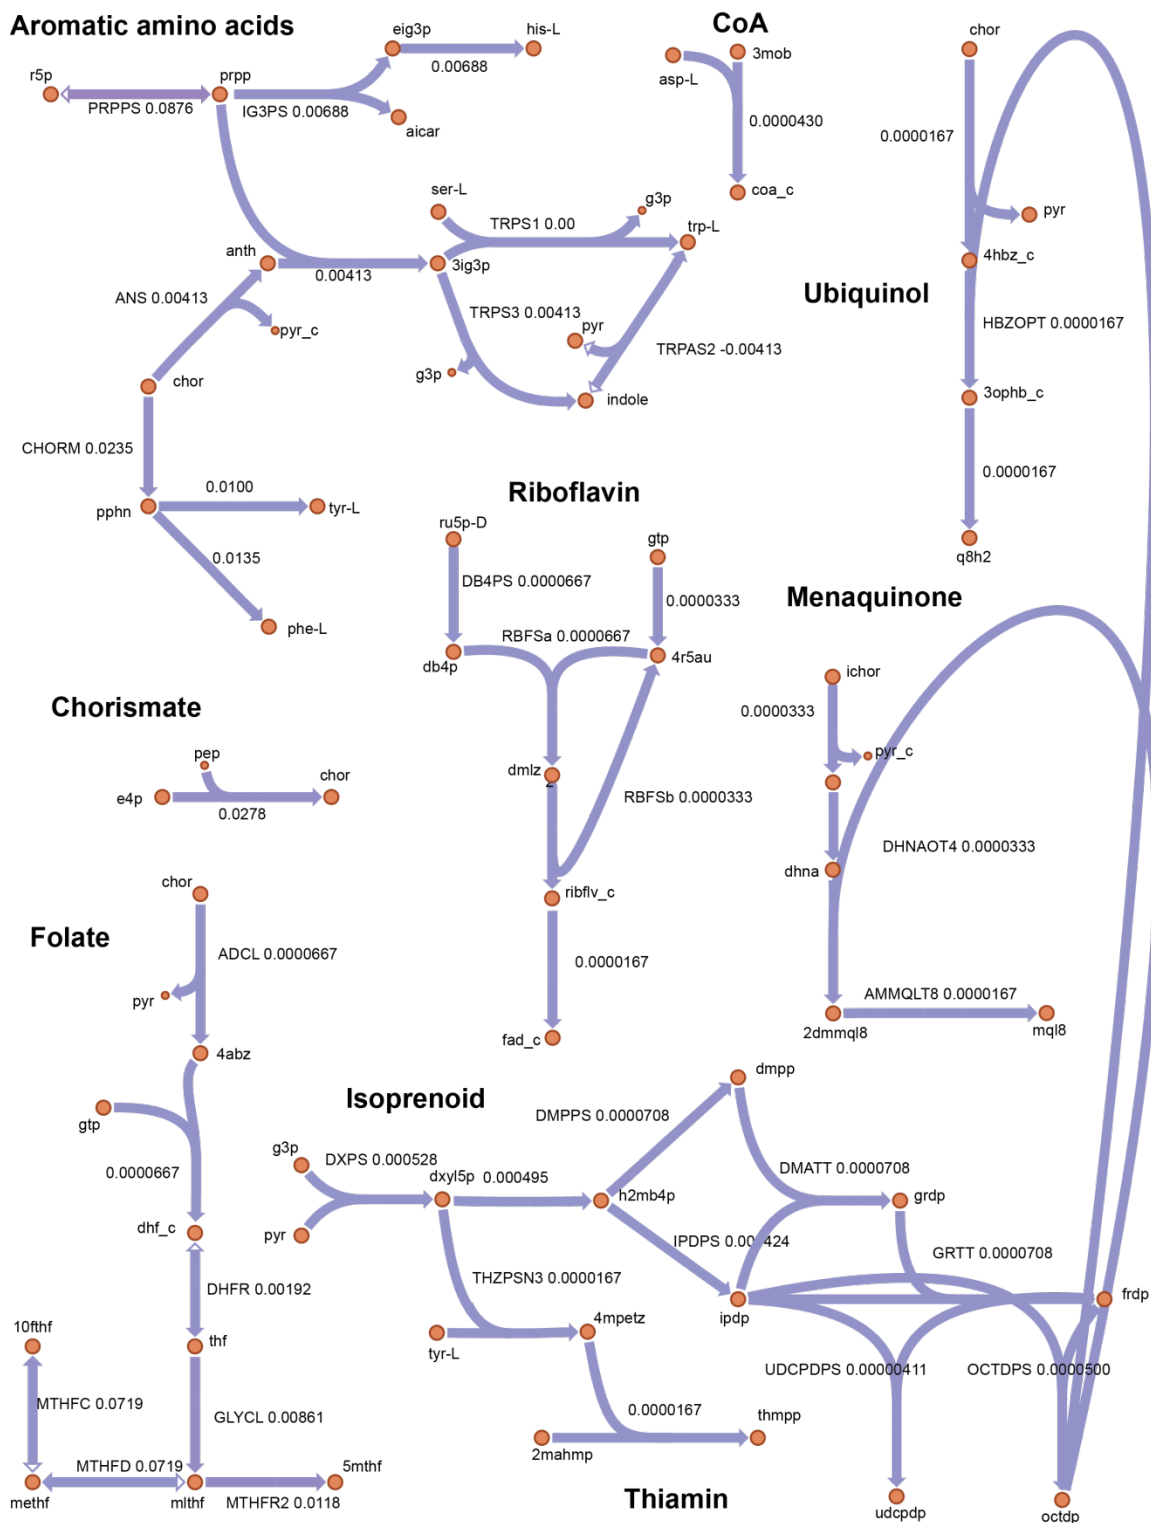 Aromatic amino acids
CoA
eig3p
his-L
0.00688
r5p
prpp
PRPPS 0.0876
IG3PS 0.00688
aicar
asp-L
3mob
0.0000430
coa_c
chor
0.0000167
pyr
4hbz_c
Ubiquinol
HBZOPT 0.0000167
3ophb_c
0.0000167
q8h2
ser-L
g3p
TRPS1 0.00
trp-L
anth
0.00413
3ig3p
ANS 0.00413
pyr_c
TRPS3 0.00413
pyr
TRPAS2 -0.00413
g3p
indole
chor
CHORM 0.0235
pphn
0.0100
tyr-L
0.0135
phe-L
Riboflavin
ru5p-D
gtp
DB4PS 0.0000667
0.0000333
RBFSa 0.0000667
db4p
4r5au
dmlz
RBFSb 0.0000333
ribflv_c
0.0000167
fad_c
Menaquinone
ichor
0.0000333
pyr_c
DHNAOT4 0.0000333
dhna
AMMQLT8 0.0000167
2dmmql8
mql8
Chorismate
pep
chor
e4p
0.0278
chor
Folate
ADCL 0.0000667
pyr
4abz
gtp
0.0000667
dhf_c
DHFR 0.00192
10fthf
thf
MTHFC 0.0719
GLYCL 0.00861
MTHFD 0.0719
5mthf
methf
mlthf
MTHFR2 0.0118
Isoprenoid
dmpp
DMPPS 0.0000708
g3p
DXPS 0.000528
dxyl5p
0.000495
DMATT 0.0000708
h2mb4p
grdp
pyr
IPDPS 0.000424
GRTT 0.0000708
THZPSN3 0.0000167
ipdp
frdp
4mpetz
tyr-L
UDCPDPS 0.00000411
OCTDPS 0.0000500
0.0000167
thmpp
2mahmp
Thiamin
udcpdp
octdp